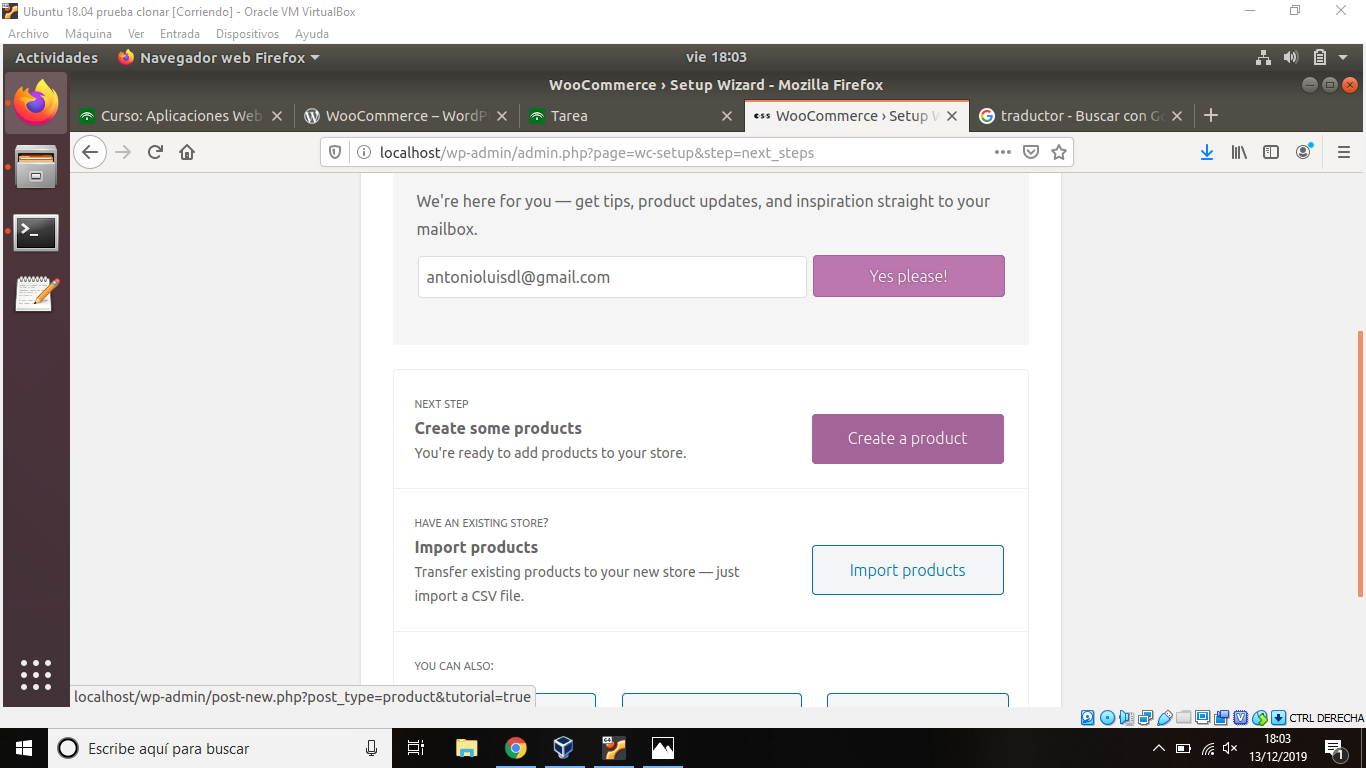 Ubuntu 18.04 prueba clonar [Corriendo] - Oracle VM VirtualBox
Archivo Máquina Ver Entrada Dispositivos Ayuda
Actividades Navegador web Firefox vie 18:03
WooCommerce › Setup Wizard - Mozilla Firefox
Curso: Aplicaciones Web WooCommerce – WordP Tarea WooCommerce › Setup W traductor - Buscar con Go
localhost/wp-admin/admin.php?page=wc-setup&step=next_steps
We're here for you — get tips, product updates, and inspiration straight to your
mailbox.
antonioluisdl@gmail.com Yes please!
NEXT STEP
Create some products
You're ready to add products to your store.
Create a product
HAVE AN EXISTING STORE?
Import products
Transfer existing products to your new store — just
import a CSV file.
Import products
YOU CAN ALSO:
localhost/wp-admin/post-new.php?post_type=product&tutorial=true
CTRL DERECHA
Escribe aquí para buscar
18:03
13/12/2019
1